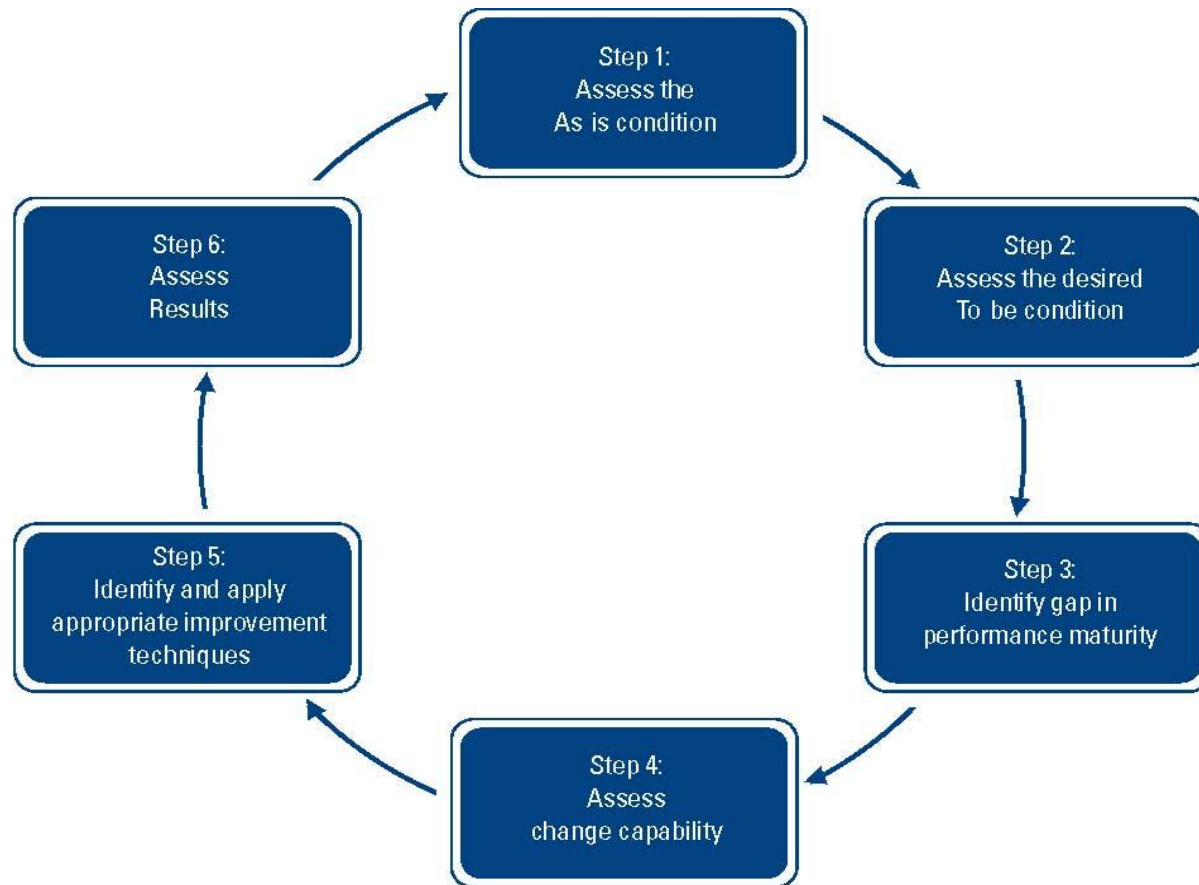 Step 1:
Assess the
As is condition
Step 2:
Assess the desired
To be condition
Step 3:
Identify gap in
performance maturity
Step 4:
Assess
change capability
Step 5:
Identify and apply
appropriate improvement
techniques
Step 6:
Assess
Results